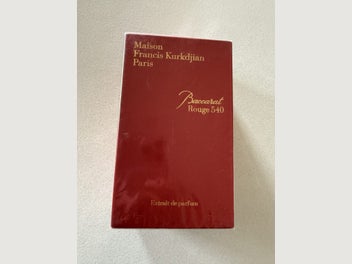 Maison
Francis Kurkdjian
Paris
Baccarat
Rouge 540
Extrait de parfum